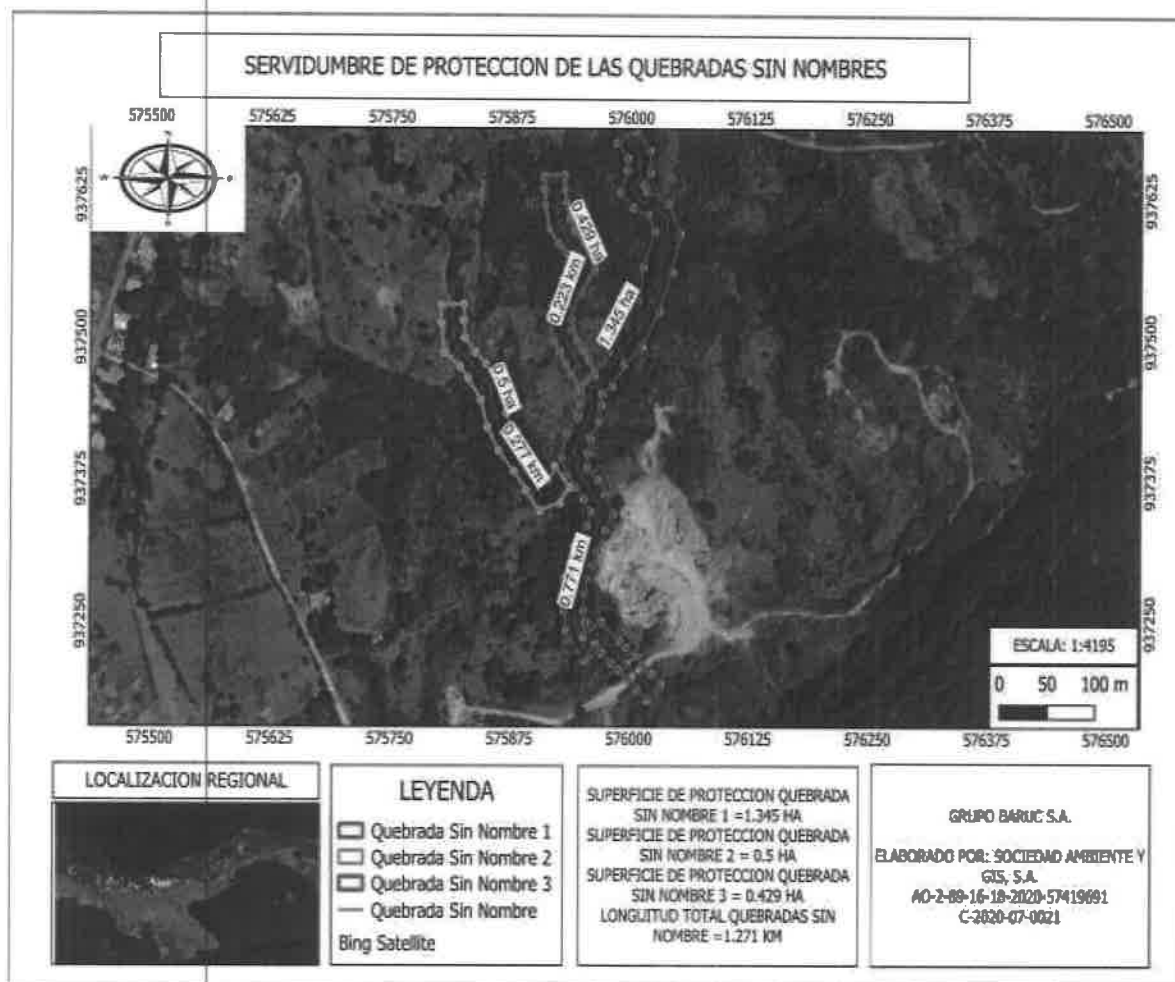 SERVIDUMBRE DE PROTECCION DE LAS QUEBRADAS SIN NOMBRES
575500 575625 575750 575875 576000 576125 576250 576375 576500
N
W
937625
937500
937375
937250
0.429 ha
0.223 km
1.345 ha
0.5 ha
0.277 km
0.771 km
937625
937500
937375
937250
ESCALA: 1:4195
0 50 100 m
575500 575625 575750 575875 576000 576125 576250 576375 576500
LOCALIZACION REGIONAL
LEYENDA
Quebrada Sin Nombre 1
Quebrada Sin Nombre 2
Quebrada Sin Nombre 3
Quebrada Sin Nombre
Bing Satellite
SUPERFICIE DE PROTECCION QUEBRADA
SIN NOMBRE 1 =1.345 HA
SUPERFICIE DE PROTECCION QUEBRADA
SIN NOMBRE 2 = 0.5 HA
SUPERFICIE DE PROTECCION QUEBRADA
SIN NOMBRE 3 = 0.429 HA
LONGUITUD TOTAL QUEBRADAS SIN
NOMBRE =1.271 KM
GRUPO BARUC S.A.
ELABORADO POR: SOCIEDAD AMBIENTE Y
GIS, S.A.
AO-2-89-16-18-2020-57419691
C-2020-07-0021